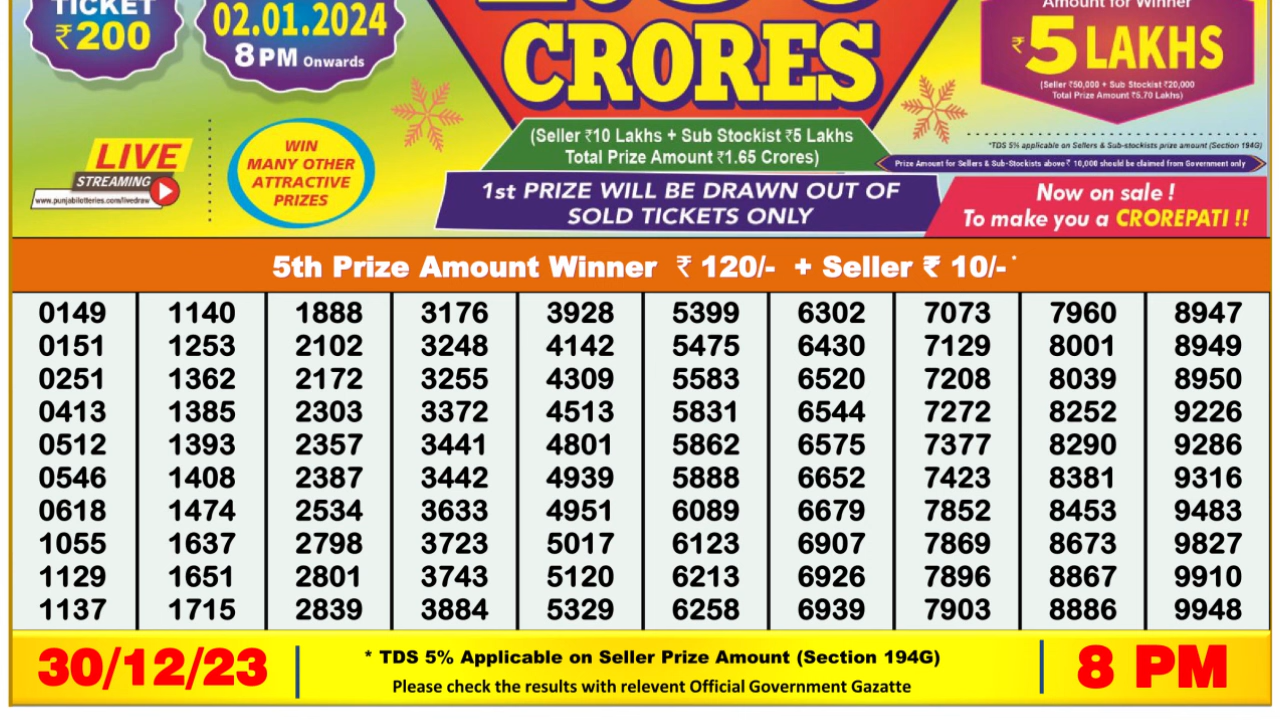 TICKET
₹200
02.01.2024
8 PM Onwards
CRORES
(Seller ₹10 Lakhs + Sub Stockist ₹5 Lakhs
Total Prize Amount ₹1.65 Crores)
Amount for Winner
₹5 LAKHS
(Seller ₹50,000 + Sub Stockist ₹20,000
Total Prize Amount ₹5.70 Lakhs)
*TDS 5% applicable on Sellers & Sub-stockists prize amount (Section 194G)
Prize Amount for Sellers & Sub-Stockists above ₹ 10,000 should be claimed from Government only
LIVE
STREAMING
www.punjablotteries.com/livedraw
WIN
MANY OTHER
ATTRACTIVE
PRIZES
1st PRIZE WILL BE DRAWN OUT OF
SOLD TICKETS ONLY
Now on sale !
To make you a CROREPATI !!
5th Prize Amount Winner ₹ 120/- + Seller ₹ 10/- *
0149 1140 1888 3176 3928 5399 6302 7073 7960 8947
0151 1253 2102 3248 4142 5475 6430 7129 8001 8949
0251 1362 2172 3255 4309 5583 6520 7208 8039 8950
0413 1385 2303 3372 4513 5831 6544 7272 8252 9226
0512 1393 2357 3441 4801 5862 6575 7377 8290 9286
0546 1408 2387 3442 4939 5888 6652 7423 8381 9316
0618 1474 2534 3633 4951 6089 6679 7852 8453 9483
1055 1637 2798 3723 5017 6123 6907 7869 8673 9827
1129 1651 2801 3743 5120 6213 6926 7896 8867 9910
1137 1715 2839 3884 5329 6258 6939 7903 8886 9948
30/12/23
* TDS 5% Applicable on Seller Prize Amount (Section 194G)
Please check the results with relevent Official Government Gazatte
8 PM